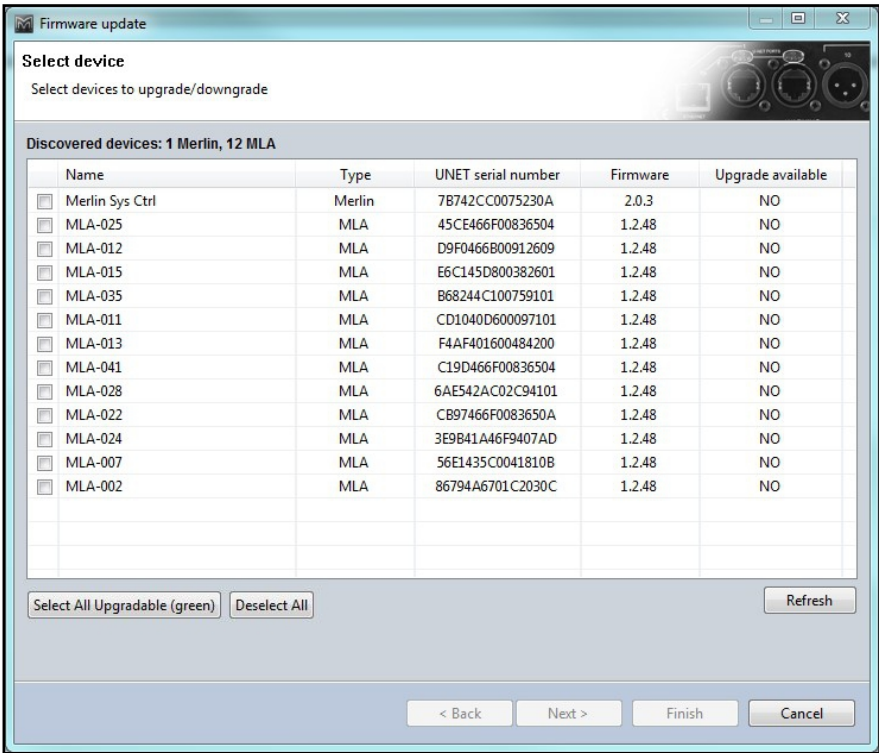 Firmware update
Select device
Select devices to upgrade/downgrade
Discovered devices: 1 Merlin, 12 MLA
Name Type UNET serial number Firmware Upgrade available
Merlin Sys Ctrl Merlin 7B742CC0075230A 2.0.3 NO
MLA-025 MLA 45CE466F00836504 1.2.48 NO
MLA-012 MLA D9F0466B00912609 1.2.48 NO
MLA-015 MLA E6C145D800382601 1.2.48 NO
MLA-035 MLA B68244C100759101 1.2.48 NO
MLA-011 MLA CD1040D600097101 1.2.48 NO
MLA-013 MLA F4AF401600484200 1.2.48 NO
MLA-041 MLA C19D466F00836504 1.2.48 NO
MLA-028 MLA 6AE542AC02C94101 1.2.48 NO
MLA-022 MLA CB97466F0083650A 1.2.48 NO
MLA-024 MLA 3E9B41A46F9407AD 1.2.48 NO
MLA-007 MLA 56E1435C0041810B 1.2.48 NO
MLA-002 MLA 86794A6701C2030C 1.2.48 NO
Select All Upgradable (green) Deselect All Refresh
< Back Next > Finish Cancel